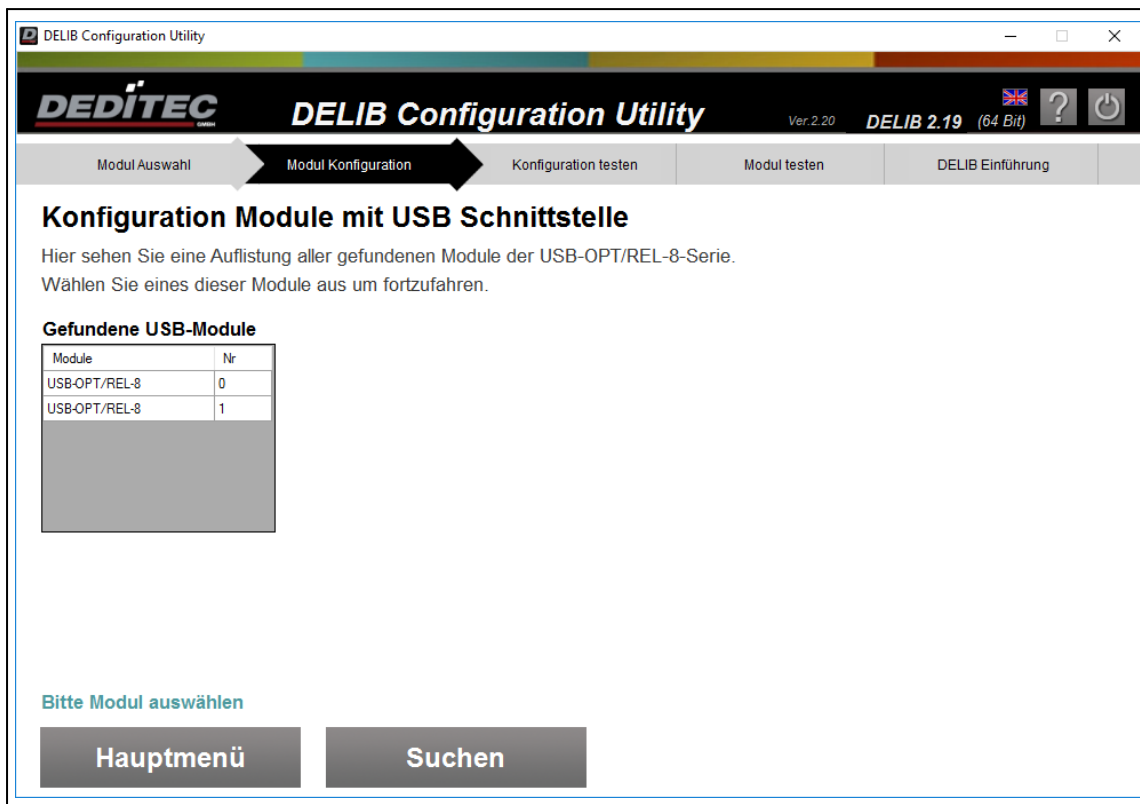 DELIB Configuration Utility
DEDITEC
GMBH
DELIB Configuration Utility
Ver.2.20
DELIB 2.19 (64 Bit)
?
Modul Auswahl
Modul Konfiguration
Konfiguration testen
Modul testen
DELIB Einführung
Konfiguration Module mit USB Schnittstelle
Hier sehen Sie eine Auflistung aller gefundenen Module der USB-OPT/REL-8-Serie.
Wählen Sie eines dieser Module aus um fortzufahren.
Gefundene USB-Module
Module Nr
USB-OPT/REL-8 0
USB-OPT/REL-8 1
Bitte Modul auswählen
Hauptmenü
Suchen